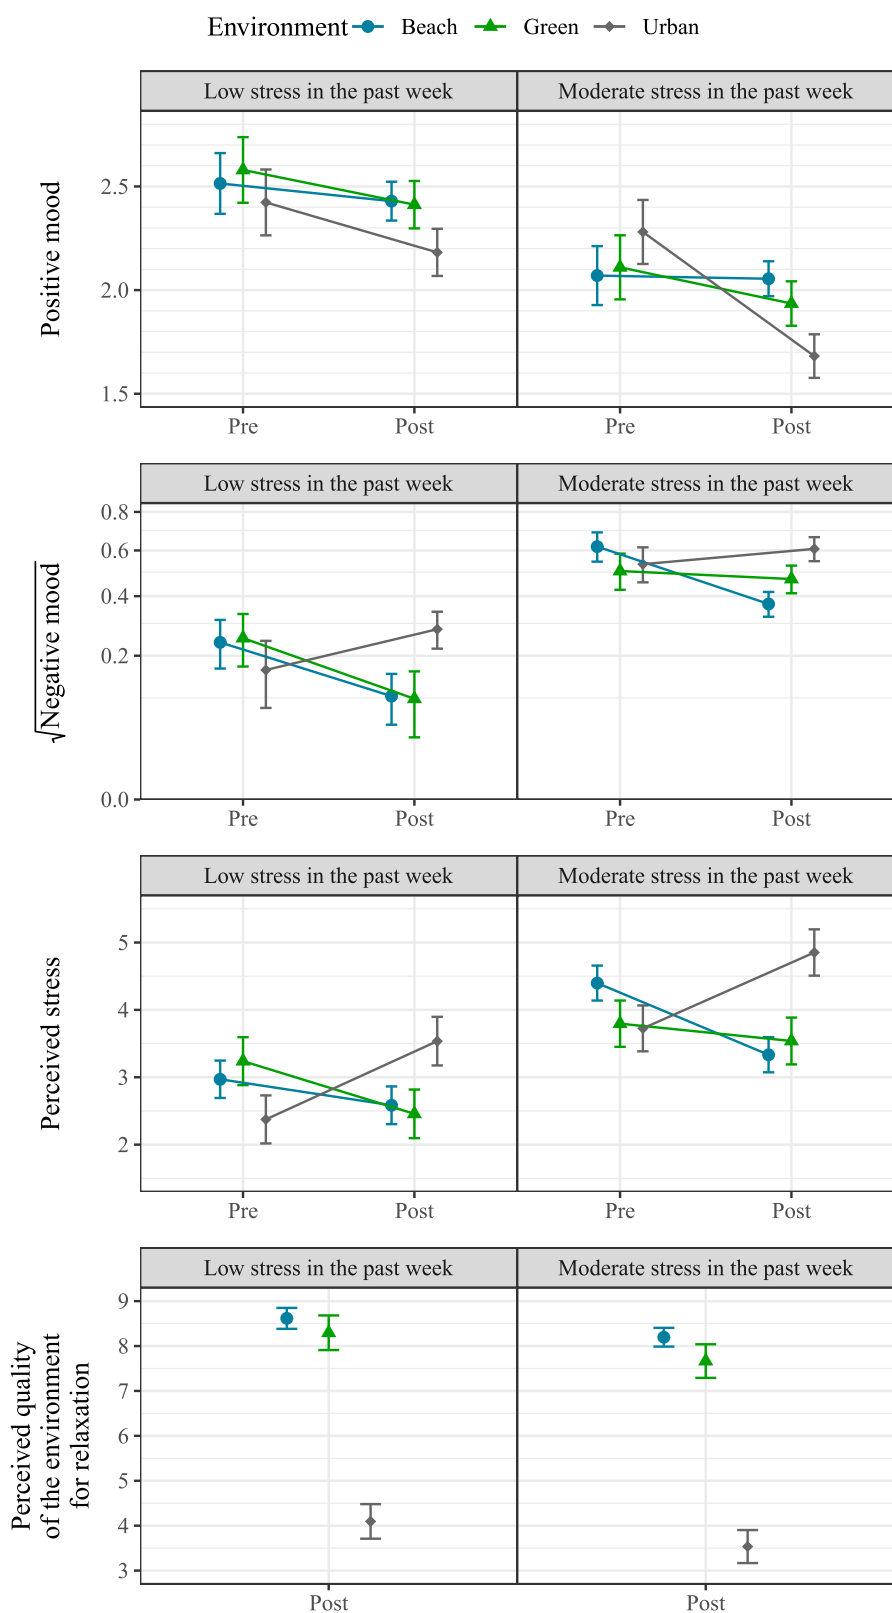 Environment Beach Green Urban
Low stress in the past week Moderate stress in the past week
Positive mood
2.5
2.0
1.5
Pre Post Pre Post
Low stress in the past week Moderate stress in the past week
√Negative mood
0.8
0.6
0.4
0.2
0.0
Pre Post Pre Post
Low stress in the past week Moderate stress in the past week
Perceived stress
5
4
3
2
Pre Post Pre Post
Low stress in the past week Moderate stress in the past week
Perceived quality
of the environment
for relaxation
9
8
7
6
5
4
3
Post Post